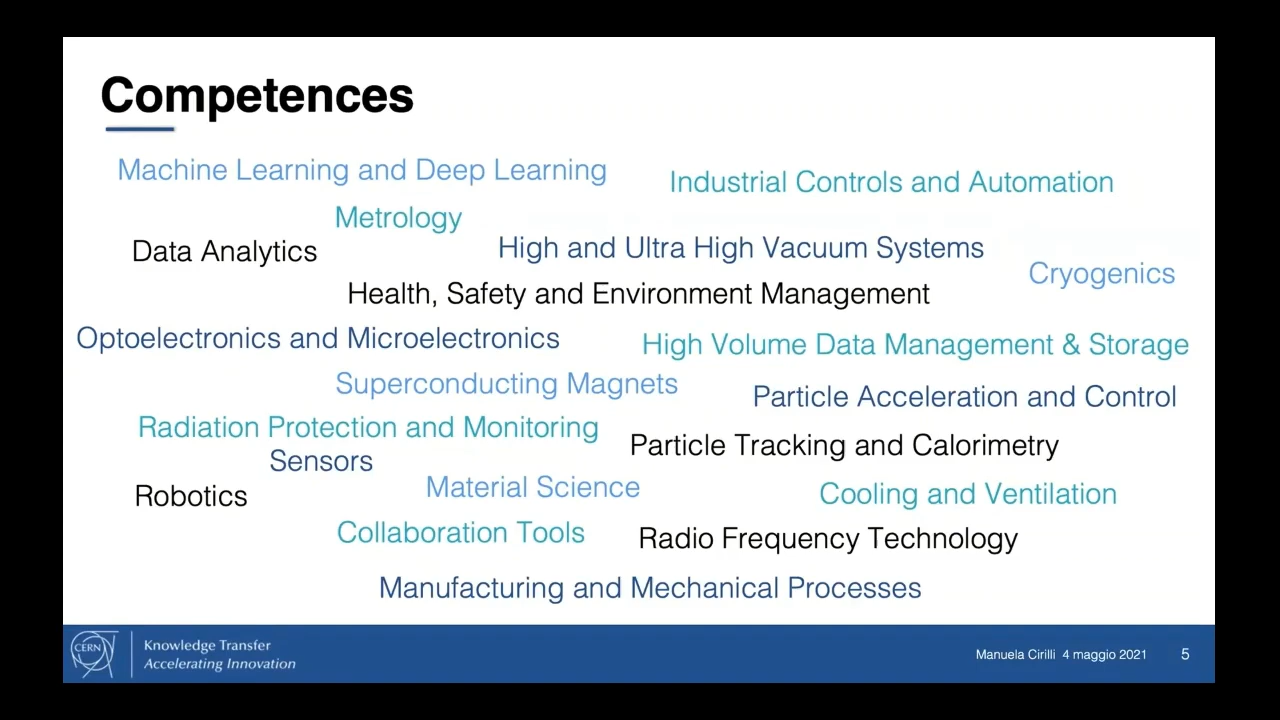 Competences
Machine Learning and Deep Learning
Industrial Controls and Automation
Metrology
Data Analytics
High and Ultra High Vacuum Systems
Cryogenics
Health, Safety and Environment Management
Optoelectronics and Microelectronics
High Volume Data Management & Storage
Superconducting Magnets
Particle Acceleration and Control
Radiation Protection and Monitoring
Particle Tracking and Calorimetry
Sensors
Robotics
Material Science
Cooling and Ventilation
Collaboration Tools
Radio Frequency Technology
Manufacturing and Mechanical Processes
CERN
Knowledge Transfer
Accelerating Innovation
Manuela Cirilli 4 maggio 2021
5